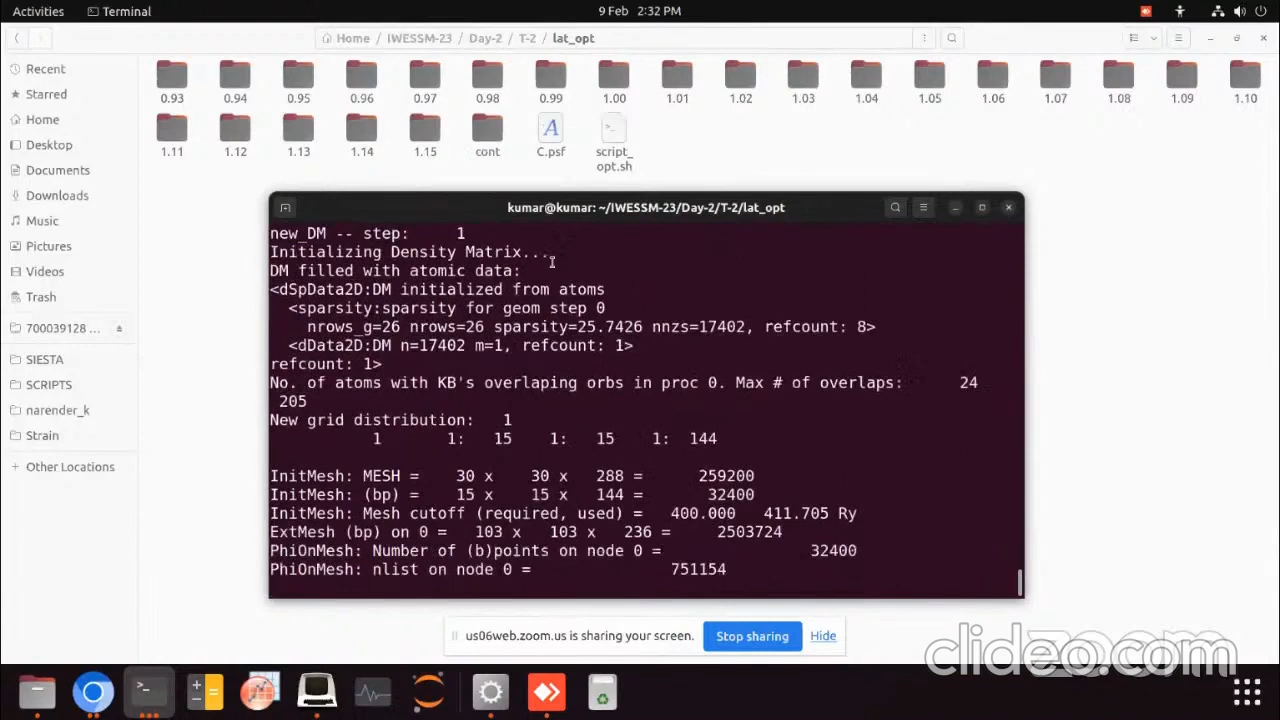 Activities Terminal 9 Feb 2:32 PM
Home IWESSM-23 Day-2 T-2 lat_opt
Recent
Starred
Home
Desktop
Documents
Downloads
Music
Pictures
Videos
Trash
700039128 ...
SIESTA
SCRIPTS
narender_k
Strain
+ Other Locations
0.93 0.94 0.95 0.96 0.97 0.98 0.99 1.00 1.01 1.02 1.03 1.04 1.05 1.06 1.07 1.08 1.09 1.10
1.11 1.12 1.13 1.14 1.15 cont C.psf script_
opt.sh
kumar@kumar: ~/IWESSM-23/Day-2/T-2/lat_opt
new_DM -- step: 1
Initializing Density Matrix...
DM filled with atomic data:
<dSpData2D:DM initialized from atoms
<sparsity:sparsity for geom step 0
nrows_g=26 nrows=26 sparsity=25.7426 nnzs=17402, refcount: 8>
<dData2D:DM n=17402 m=1, refcount: 1>
refcount: 1>
No. of atoms with KB's overlaping orbs in proc 0. Max # of overlaps: 24
205
New grid distribution: 1
1 1: 15 1: 15 1: 144
InitMesh: MESH = 30 x 30 x 288 = 259200
InitMesh: (bp) = 15 x 15 x 144 = 32400
InitMesh: Mesh cutoff (required, used) = 400.000 411.705 Ry
ExtMesh (bp) on 0 = 103 x 103 x 236 = 2503724
PhiOnMesh: Number of (b)points on node 0 = 32400
PhiOnMesh: nlist on node 0 = 751154
us06web.zoom.us is sharing your screen. Stop sharing Hide
clideo.com
zoom